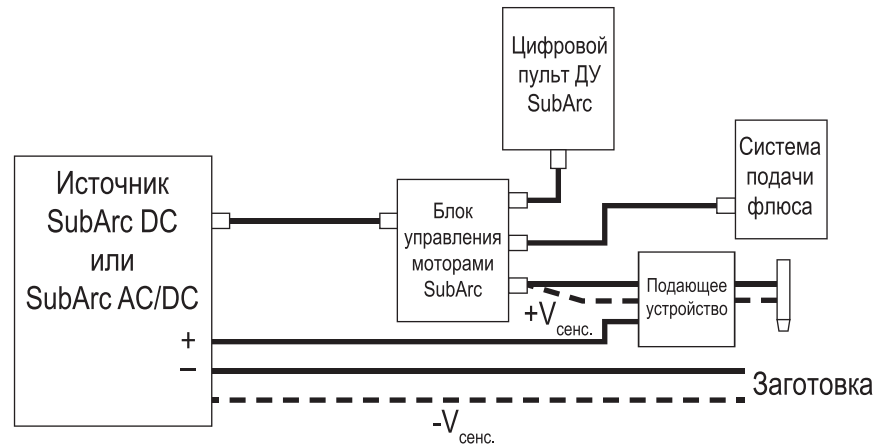 Цифровой
пульт ДУ
SubArc
Система
подачи
флюса
Источник
SubArc DC
или
SubArc AC/DC
Блок
управления
моторами
SubArc
Подающее
устройство
+V сенс.
+
–
Заготовка
-V сенс.